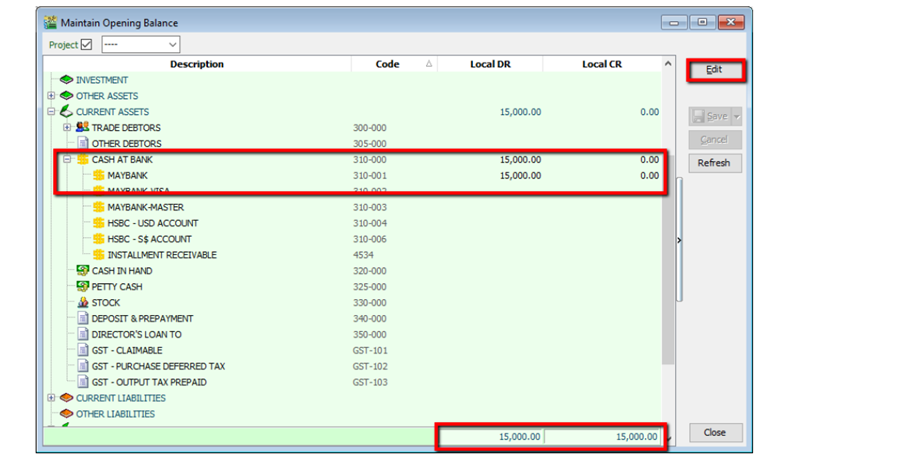 Maintain Opening Balance
Project ----
Description Code Local DR Local CR
Edit
INVESTMENT
OTHER ASSETS
CURRENT ASSETS 15,000.00 0.00
Save
TRADE DEBTORS 300-000
OTHER DEBTORS 305-000
Cancel
CASH AT BANK 310-000 15,000.00 0.00
Refresh
MAYBANK 310-001 15,000.00 0.00
MAYBANK-VISA 310-002
MAYBANK-MASTER 310-003
HSBC - USD ACCOUNT 310-004
HSBC - S$ ACCOUNT 310-006
INSTALLMENT RECEIVABLE 4534
CASH IN HAND 320-000
PETTY CASH 325-000
STOCK 330-000
DEPOSIT & PREPAYMENT 340-000
DIRECTOR'S LOAN TO 350-000
GST - CLAIMABLE GST-101
GST - PURCHASE DEFERRED TAX GST-102
GST - OUTPUT TAX PREPAID GST-103
CURRENT LIABILITIES
OTHER LIABILITIES
15,000.00 15,000.00
Close